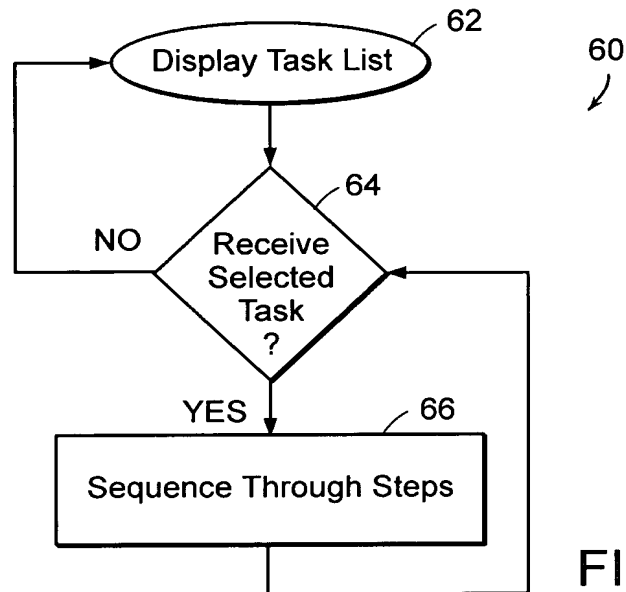 62
Display Task List
60
64
NO
Receive
Selected
Task
?
YES
66
Sequence Through Steps
FI